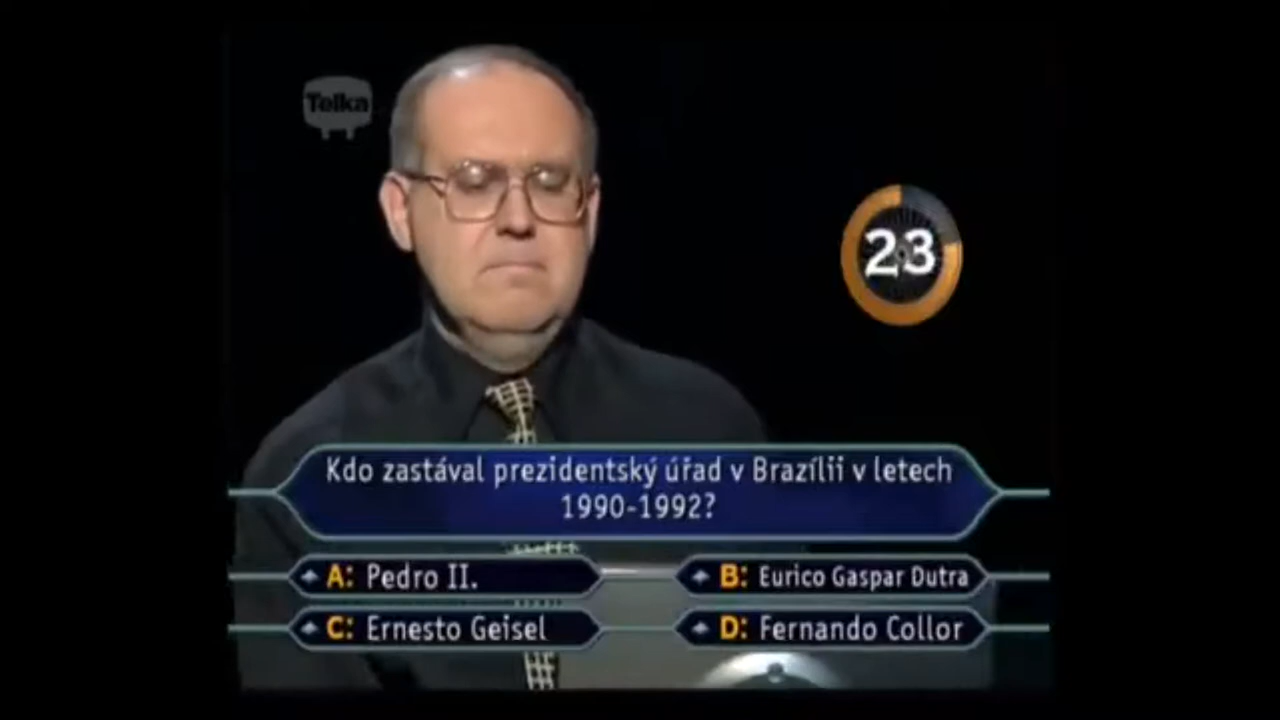 Telka
23
Kdo zastával prezidentský úřad v Brazílii v letech
1990-1992?
A: Pedro II.
B: Eurico Gaspar Dutra
C: Ernesto Geisel
D: Fernando Collor